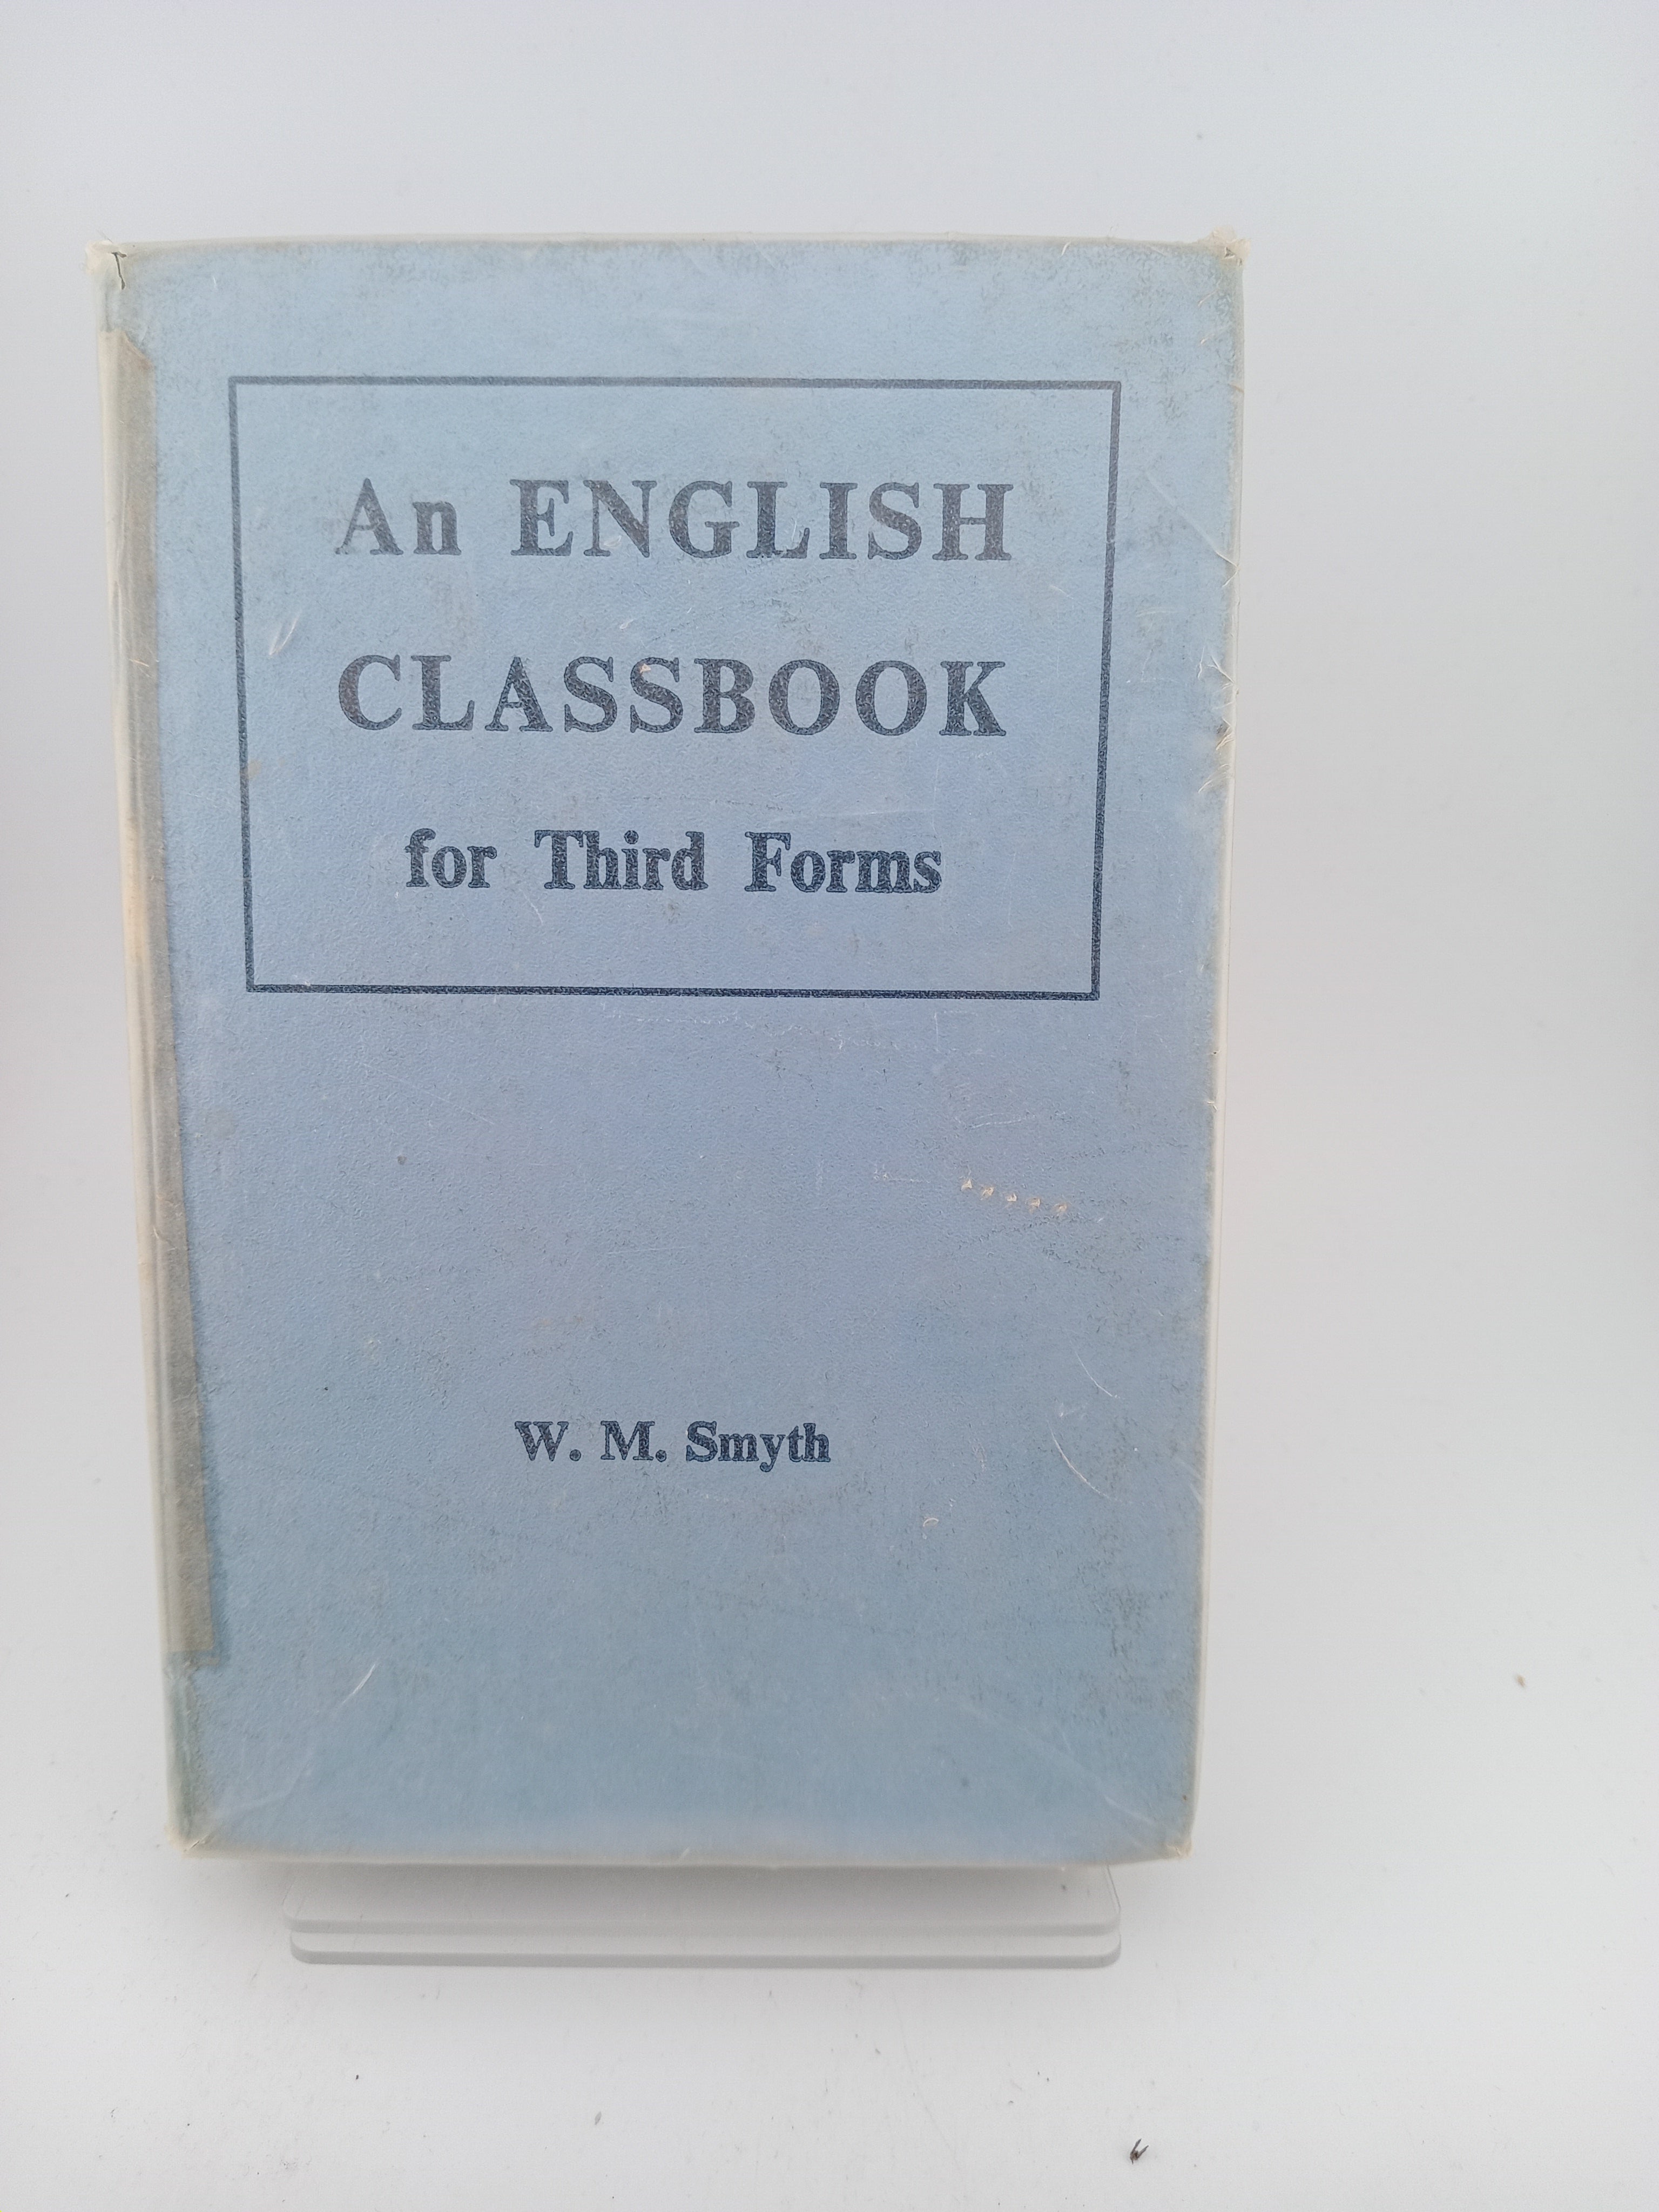 An ENGLISH
CLASSBOOK
for Third Forms
W. M. Smyth